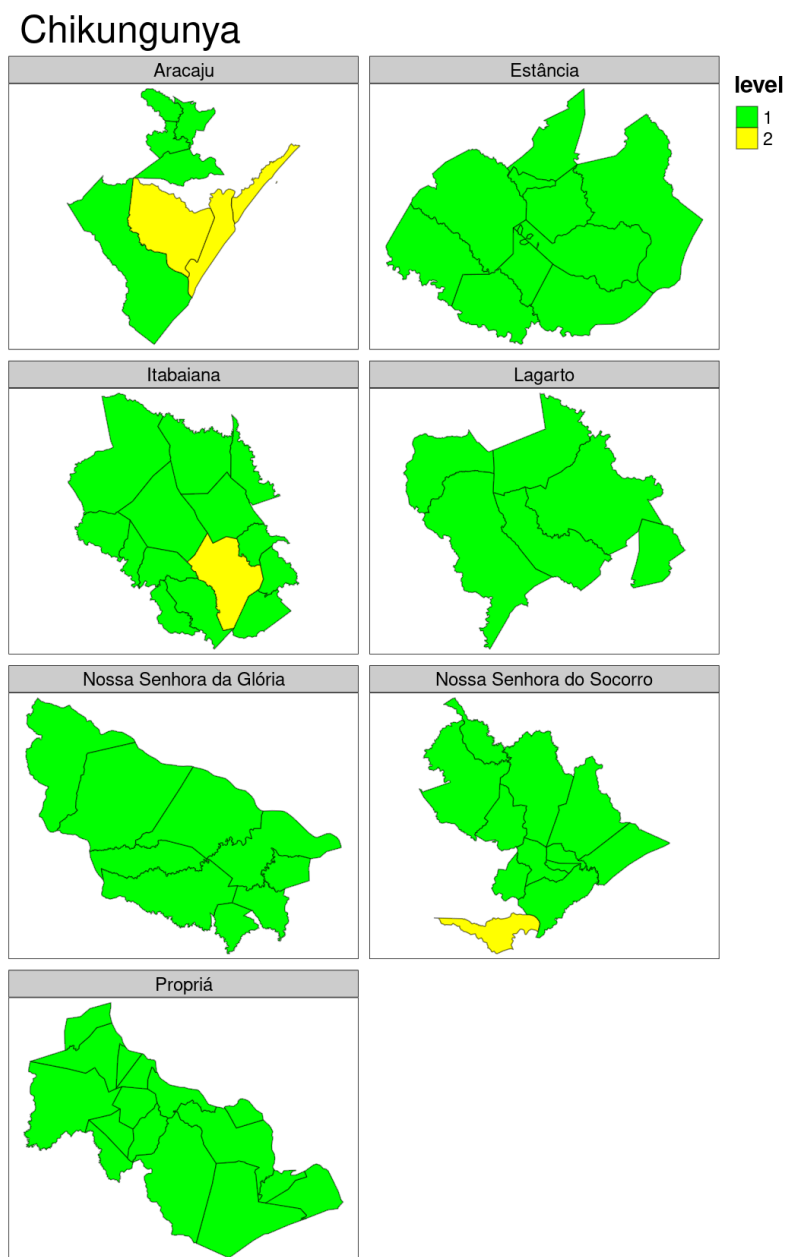 Chikungunya
Aracaju
Estância
level
1
2
Itabaiana
Lagarto
Nossa Senhora da Glória
Nossa Senhora do Socorro
Propriá